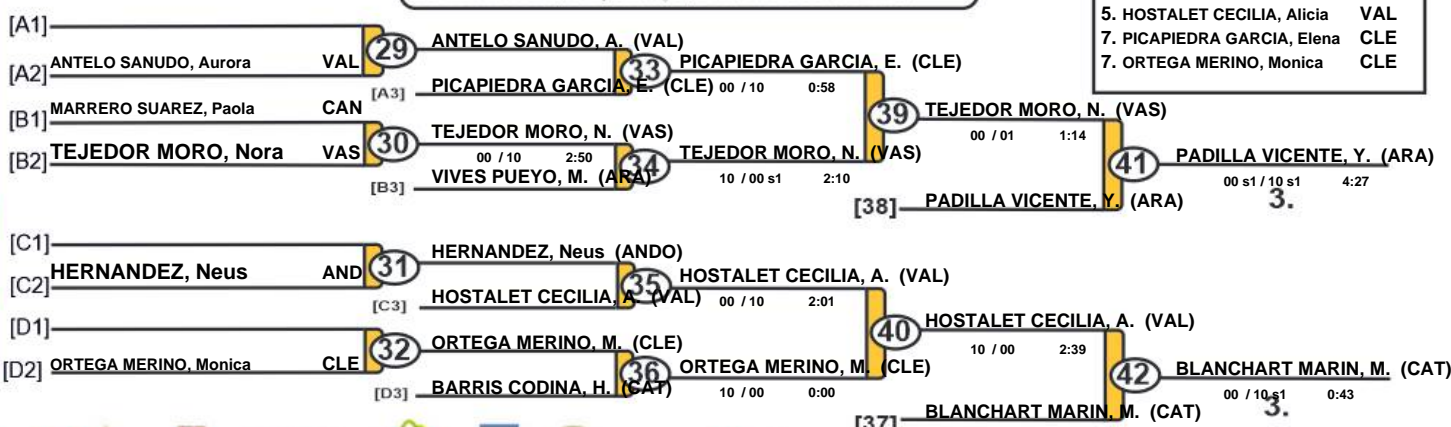 5. HOSTALET CECILIA, Alicia VAL
7. PICAPIEDRA GARCIA, Elena CLE
7. ORTEGA MERINO, Monica CLE
[A1]
[A2] ANTELO SANUDO, Aurora VAL
29
ANTELO SANUDO, A. (VAL)
[A3] PICAPIEDRA GARCIA, E. (CLE)
33
PICAPIEDRA GARCIA, E. (CLE)
00 / 10 0:58
[B1] MARRERO SUAREZ, Paola CAN
[B2] TEJEDOR MORO, Nora VAS
30
TEJEDOR MORO, N. (VAS)
00 / 10 2:50
[B3] VIVES PUEYO, M. (ARA)
34
TEJEDOR MORO, N. (VAS)
10 / 00 s1 2:10
39
TEJEDOR MORO, N. (VAS)
00 / 01 1:14
[38] PADILLA VICENTE, Y. (ARA)
41
PADILLA VICENTE, Y. (ARA)
00 s1 / 10 s1 4:27
3.
[C1]
[C2] HERNANDEZ, Neus AND
31
HERNANDEZ, Neus (ANDO)
[C3] HOSTALET CECILIA, A. (VAL)
35
HOSTALET CECILIA, A. (VAL)
00 / 10 2:01
[D1]
[D2] ORTEGA MERINO, Monica CLE
32
ORTEGA MERINO, M. (CLE)
[D3] BARRIS CODINA, H. (CAT)
36
ORTEGA MERINO, M. (CLE)
10 / 00 0:00
40
HOSTALET CECILIA, A. (VAL)
10 / 00 2:39
[37] BLANCHART MARIN, M. (CAT)
42
BLANCHART MARIN, M. (CAT)
00 / 10 s1 0:43
3.